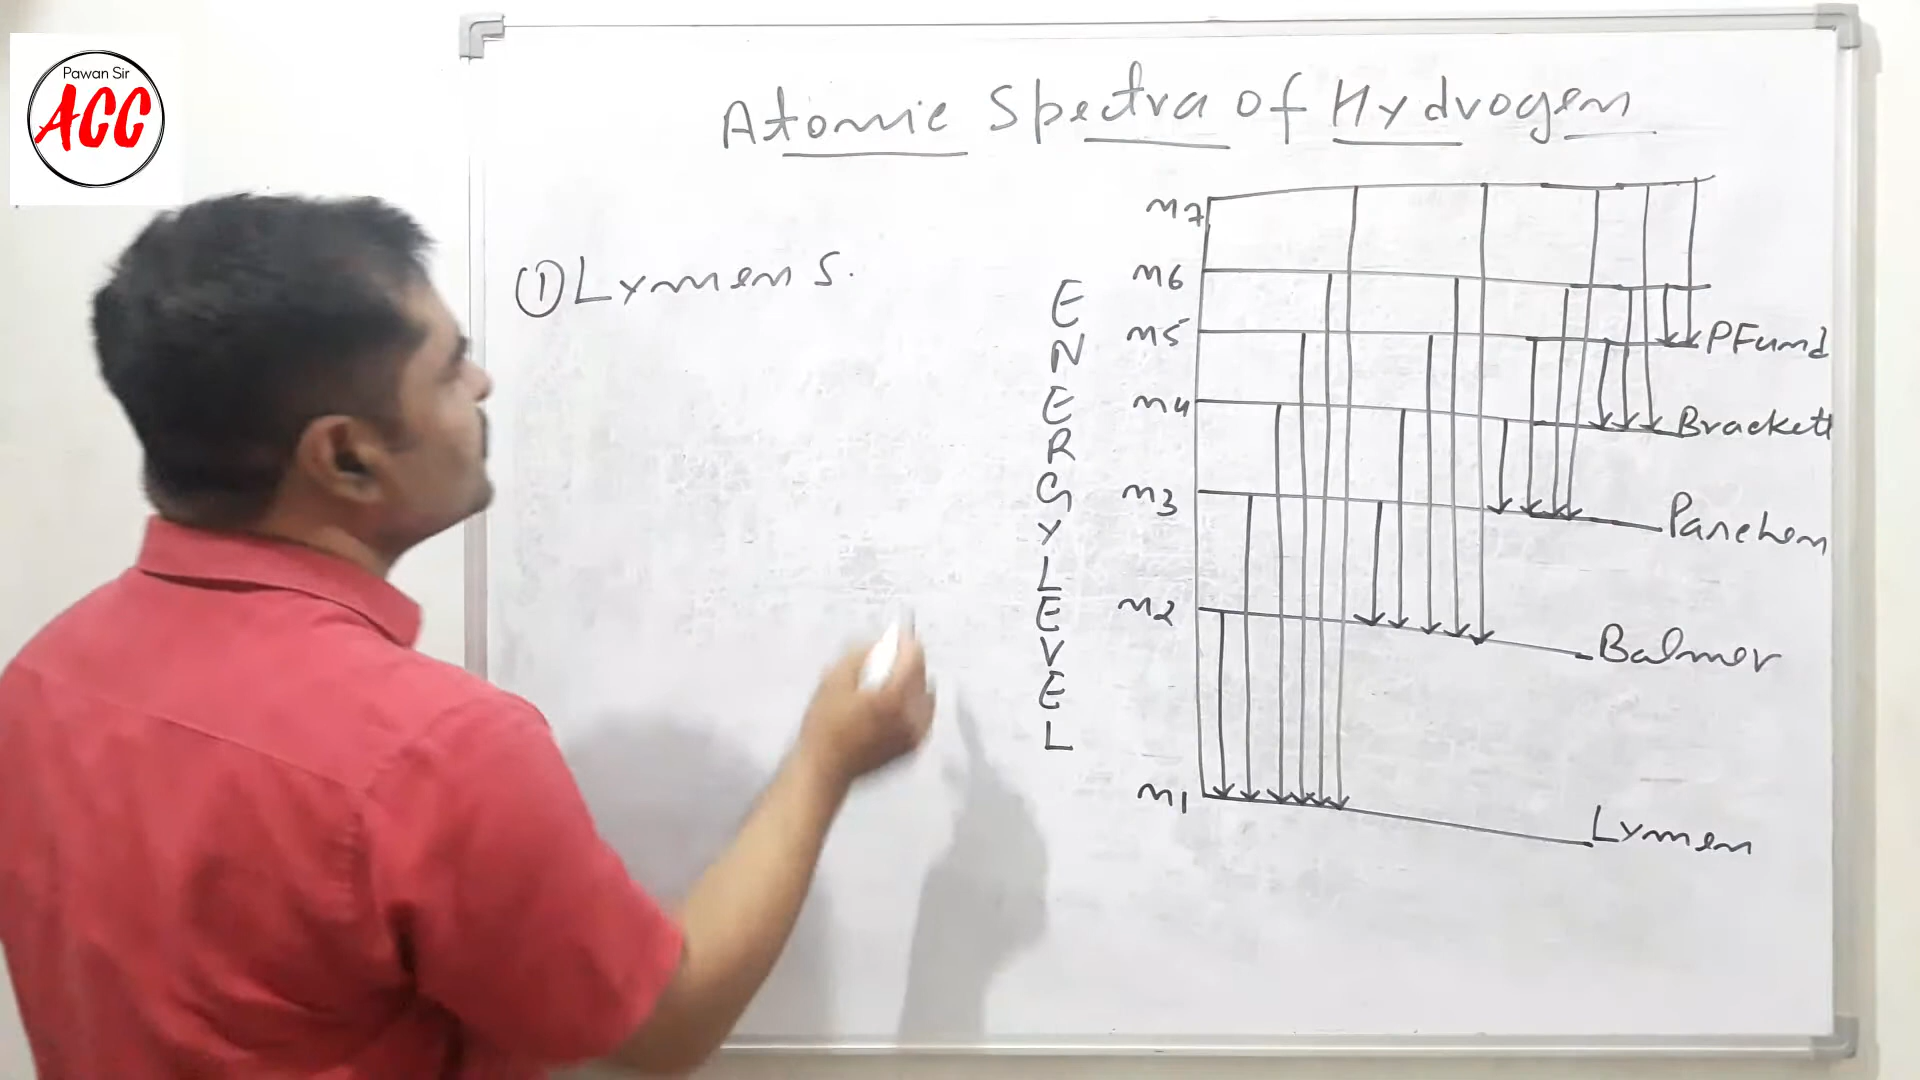 Pawan Sir
ACC
Atomic Spectra of Hydrogen
① Lymen S.
ENERGY LEVEL
n7
n6
n5
PFund
n4
Brackett
n3
Panchen
n2
Balmer
n1
Lymen